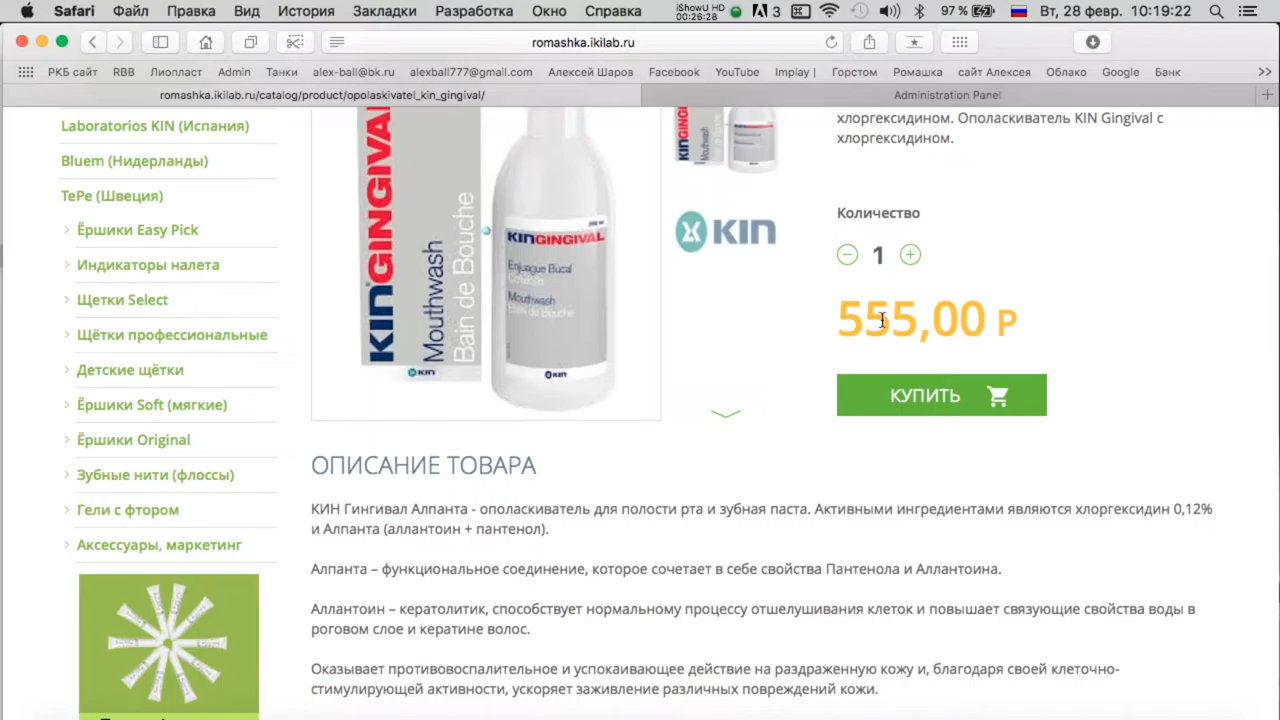 Safari Файл Правка Вид История Закладки Разработка Окно Справка iShowU HD 00:26:28 3 97 % Вт, 28 февр. 10:19:22
romashka.ikilab.ru
РКБ сайт RBB Лиопласт Admin Танки alex-ball@bk.ru alexball777@gmail.com Алексей Шаров Facebook YouTube Implay | Горстом Ромашка сайт Алексея Облако Google Банк >>
romashka.ikilab.ru/catalog/product/opolaskivatel_kin_gingival/ Administration Panel
Laboratorios KIN (Испания)
Bluem (Нидерланды)
TePe (Швеция)
Ёршики Easy Pick
Индикаторы налета
Щетки Select
Щётки профессиональные
Детские щётки
Ёршики Soft (мягкие)
Ёршики Original
Зубные нити (флоссы)
Гели с фтором
Аксессуары, маркетинг
KINGINGIVAL
Mouthwash
Bain de Bouche
KIN
KINGINGIVAL
Enjuague Bucal
Mouthwash
Bain de Bouche
KIN
KIN
хлоргексидином. Ополаскиватель KIN Gingival с
хлоргексидином.
Количество
1
555,00 Р
КУПИТЬ
ОПИСАНИЕ ТОВАРА
КИН Гингивал Алпанта - ополаскиватель для полости рта и зубная паста. Активными ингредиентами являются хлоргексидин 0,12%
и Алпанта (аллантоин + пантенол).
Алпанта – функциональное соединение, которое сочетает в себе свойства Пантенола и Аллантоина.
Аллантоин – кератолитик, способствует нормальному процессу отшелушивания клеток и повышает связующие свойства воды в
роговом слое и кератине волос.
Оказывает противовоспалительное и успокаивающее действие на раздраженную кожу и, благодаря своей клеточно-
стимулирующей активности, ускоряет заживление различных повреждений кожи.